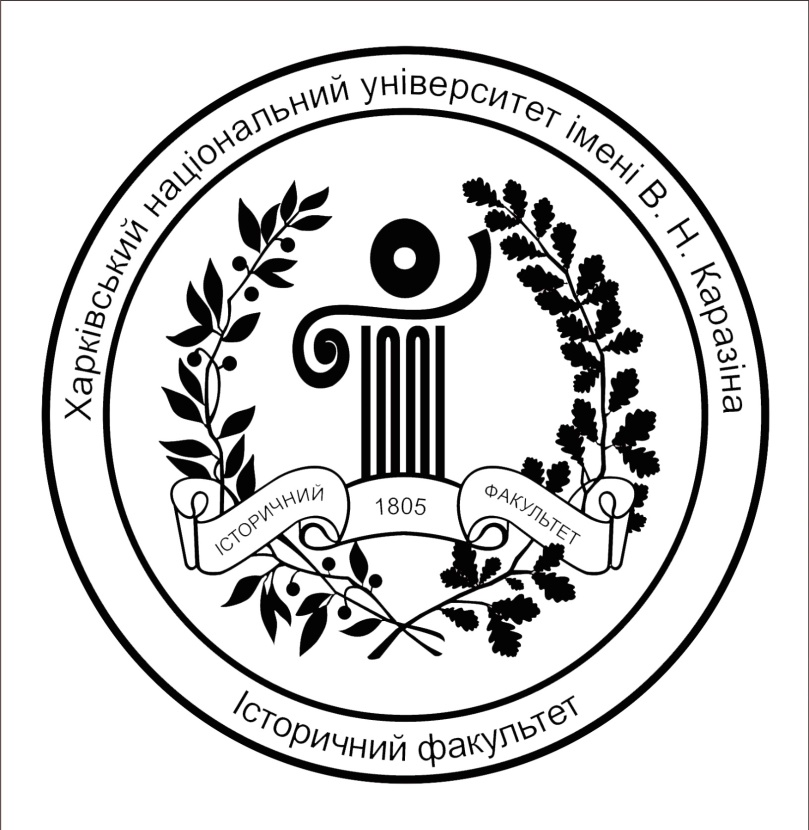 Харківський національний університет імені В. Н. Каразіна
ІСТОРИЧНИЙ
1805
ФАКУЛЬТЕТ
Історичний факультет